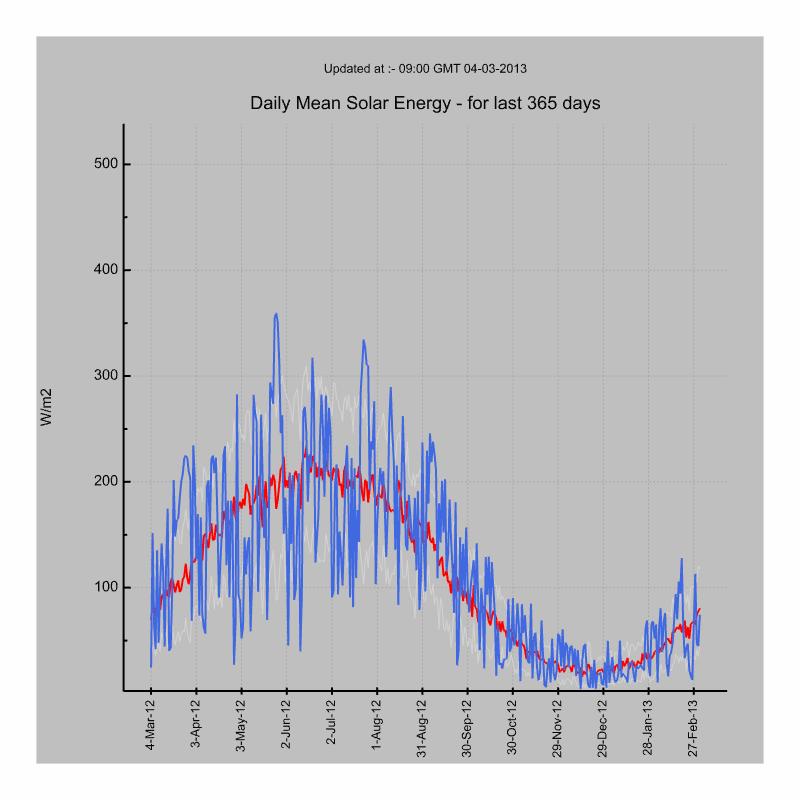 Updated at :- 09:00 GMT 04-03-2013
Daily Mean Solar Energy - for last 365 days
500
400
300
200
100
W/m2
4-Mar-12
3-Apr-12
3-May-12
2-Jun-12
2-Jul-12
1-Aug-12
31-Aug-12
30-Sep-12
30-Oct-12
29-Nov-12
29-Dec-12
28-Jan-13
27-Feb-13